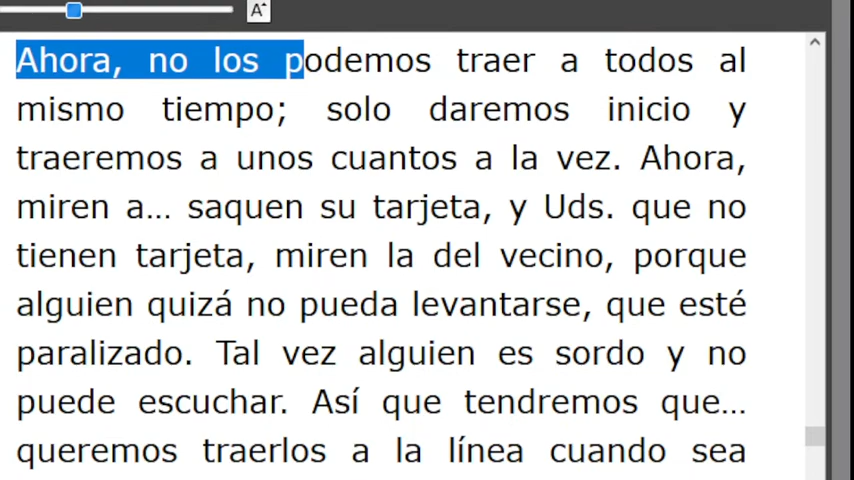 A
Ahora, no los podemos traer a todos al
mismo tiempo; solo daremos inicio y
traeremos a unos cuantos a la vez. Ahora,
miren a... saquen su tarjeta, y Uds. que no
tienen tarjeta, miren la del vecino, porque
alguien quizá no pueda levantarse, que esté
paralizado. Tal vez alguien es sordo y no
puede escuchar. Así que tendremos que...
queremos traerlos a la línea cuando sea